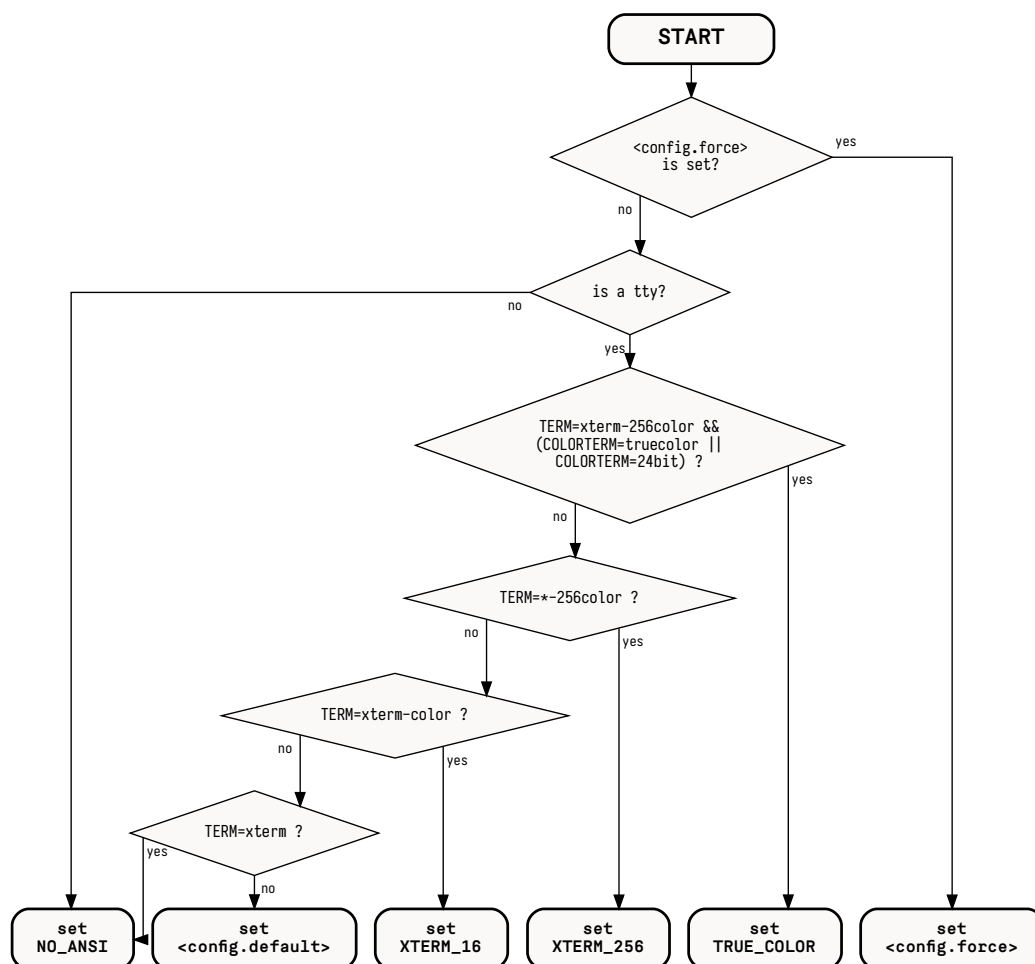 START
<config.force>
is set?
yes
no
is a tty?
no
yes
TERM=xterm-256color &&
(COLORTERM=truecolor ||
COLORTERM=24bit) ?
yes
no
TERM=*-256color ?
no
yes
TERM=xterm-color ?
no
yes
TERM=xterm ?
yes
no
set
NO_ANSI
set
<config.default>
set
XTERM_16
set
XTERM_256
set
TRUE_COLOR
set
<config.force>